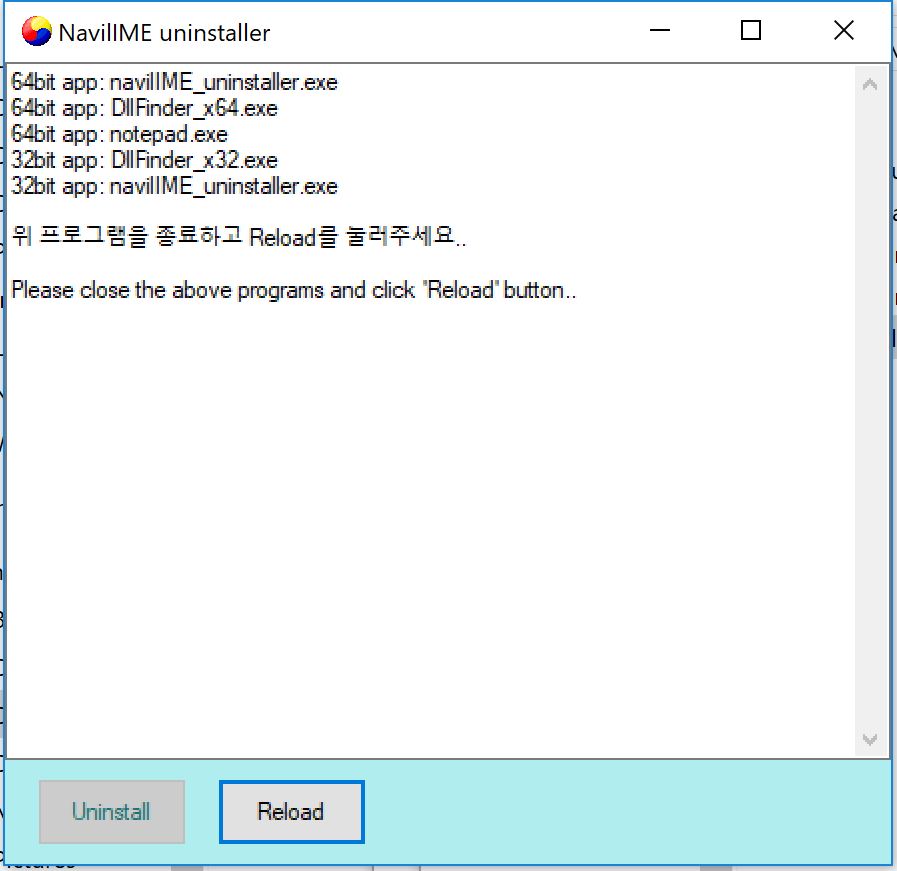 NavilIME uninstaller
64bit app: navilIME_uninstaller.exe
64bit app: DllFinder_x64.exe
64bit app: notepad.exe
32bit app: DllFinder_x32.exe
32bit app: navilIME_uninstaller.exe
위 프로그램을 종료하고 Reload를 눌러주세요..
Please close the above programs and click "Reload" button..
Uninstall
Reload